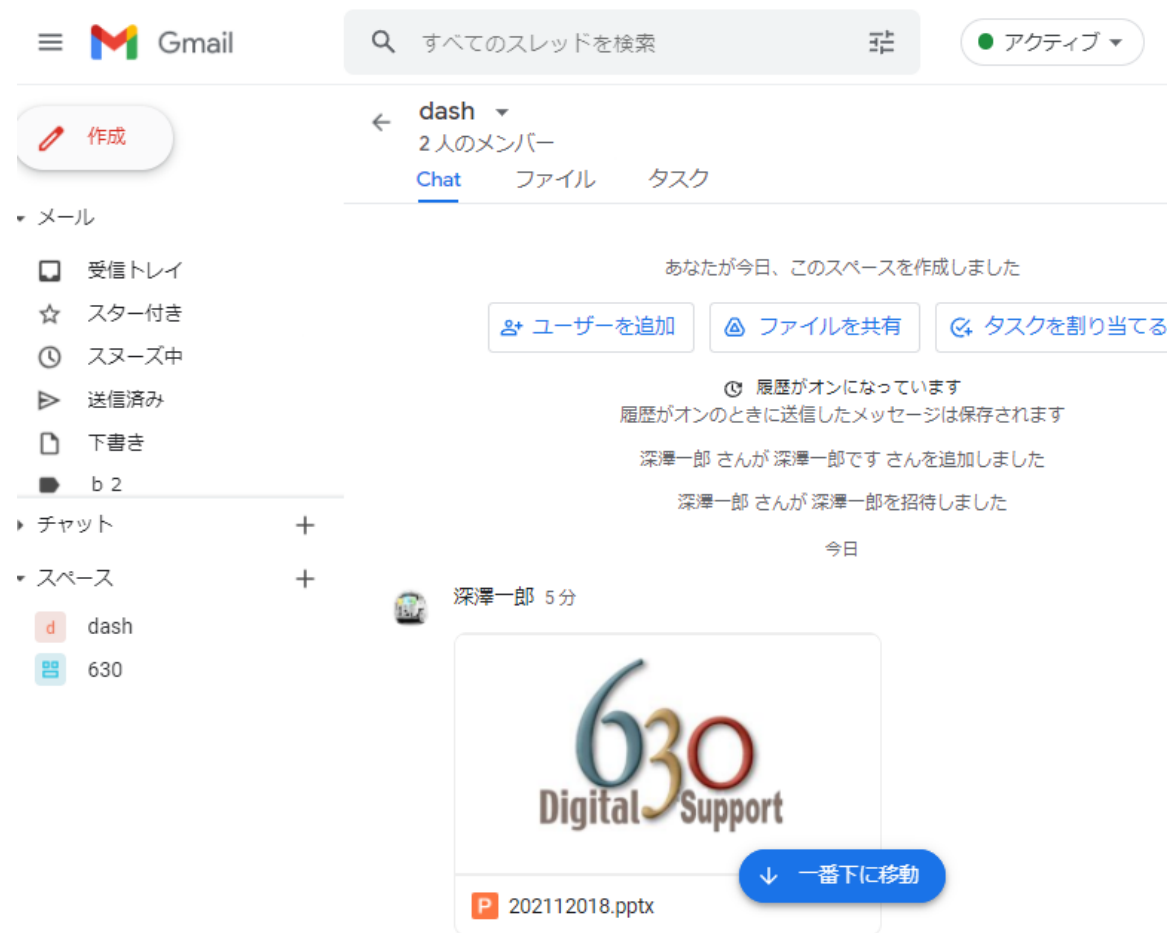 Gmail
すべてのスレッドを検索
アクティブ
作成
メール
受信トレイ
スター付き
スヌーズ中
送信済み
下書き
b 2
チャット
スペース
d dash
630
dash
2 人のメンバー
Chat ファイル タスク
あなたが今日、このスペースを作成しました
ユーザーを追加 ファイルを共有 タスクを割り当てる
履歴がオンになっています
履歴がオンのときに送信したメッセージは保存されます
深澤一郎 さんが 深澤一郎です さんを追加しました
深澤一郎 さんが 深澤一郎を招待しました
今日
深澤一郎 5 分
630
Digital Support
一番下に移動
P 202112018.pptx